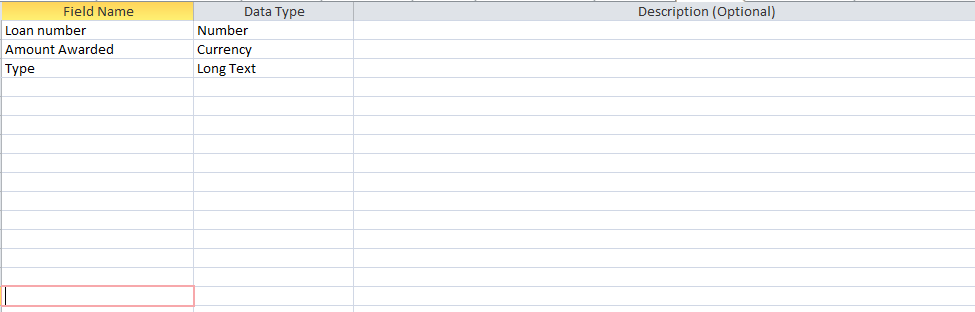 Field Name Data Type Description (Optional)
Loan number Number
Amount Awarded Currency
Type Long Text